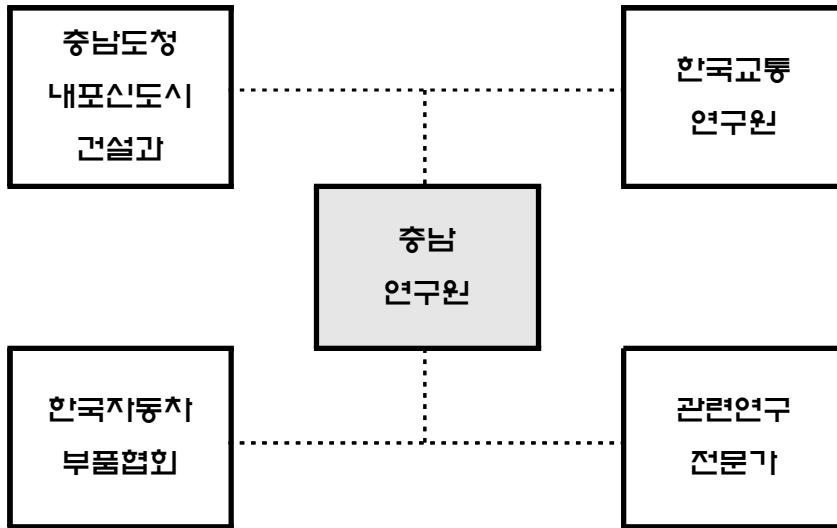 충남도청
내포신도시
건설과
한국교통
연구원
충남
연구원
한국자동차
부품협회
관련연구
전문가